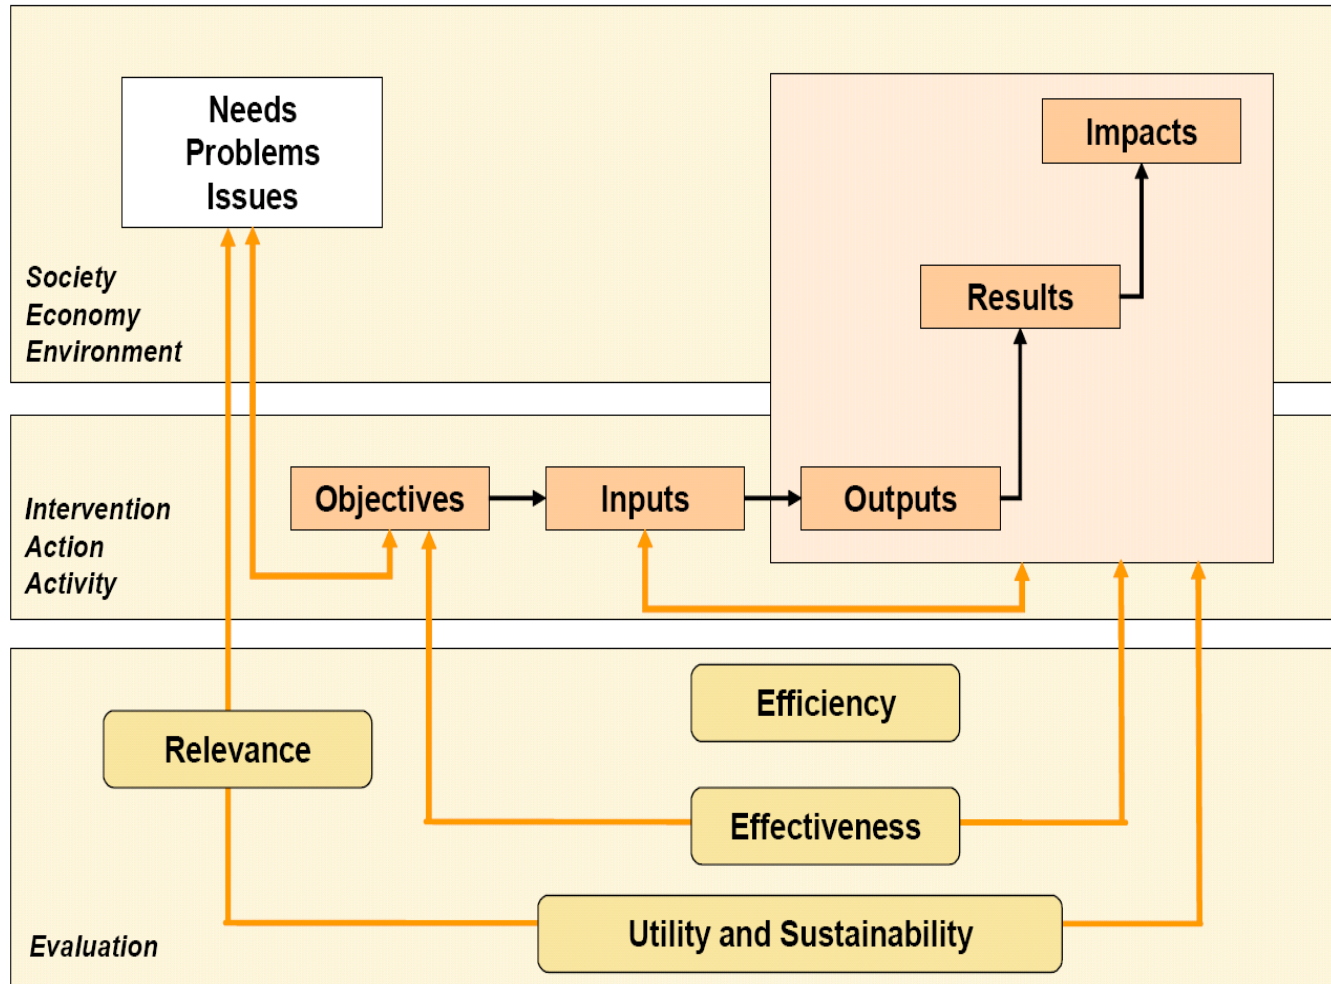 Needs
Problems
Issues
Impacts
Society
Economy
Environment
Results
Intervention
Action
Activity
Objectives
Inputs
Outputs
Efficiency
Relevance
Effectiveness
Utility and Sustainability
Evaluation